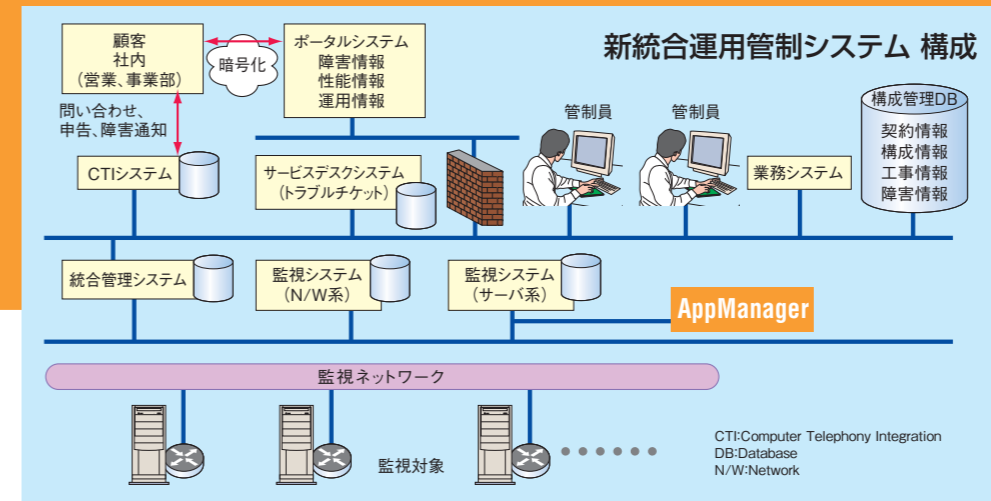 新統合運用管制システム 構成
顧客
社内
（営業、事業部）
暗号化
ポータルシステム
障害情報
性能情報
運用情報
問い合わせ、
申告、障害通知
CTIシステム
サービスデスクシステム
（トラブルチケット）
管制員
管制員
業務システム
構成管理DB
契約情報
構成情報
工事情報
障害情報
統合管理システム
監視システム
（N/W系）
監視システム
（サーバ系）
AppManager
監視ネットワーク
監視対象
CTI:Computer Telephony Integration
DB:Database
N/W:Network